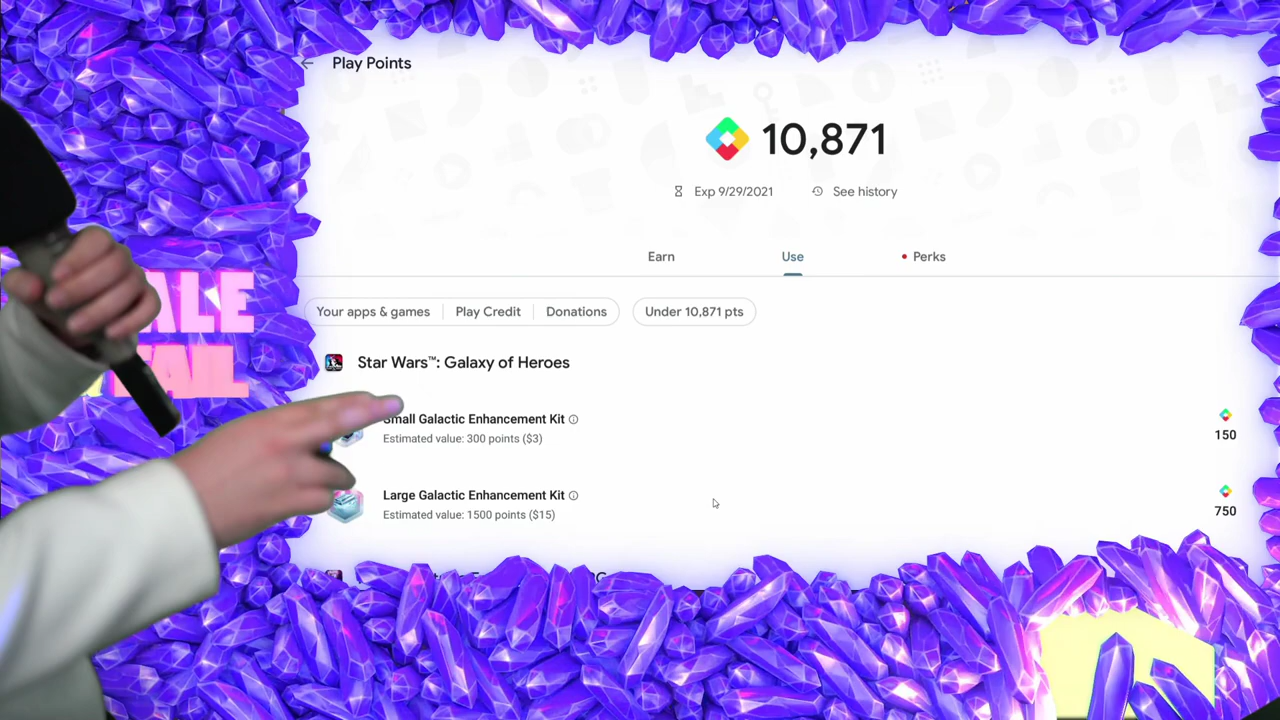 Play Points
10,871
Exp 9/29/2021 See history
Earn Use Perks
Your apps & games Play Credit Donations Under 10,871 pts
Star Wars™: Galaxy of Heroes
Small Galactic Enhancement Kit
Estimated value: 300 points ($3)
150
Large Galactic Enhancement Kit
Estimated value: 1500 points ($15)
750